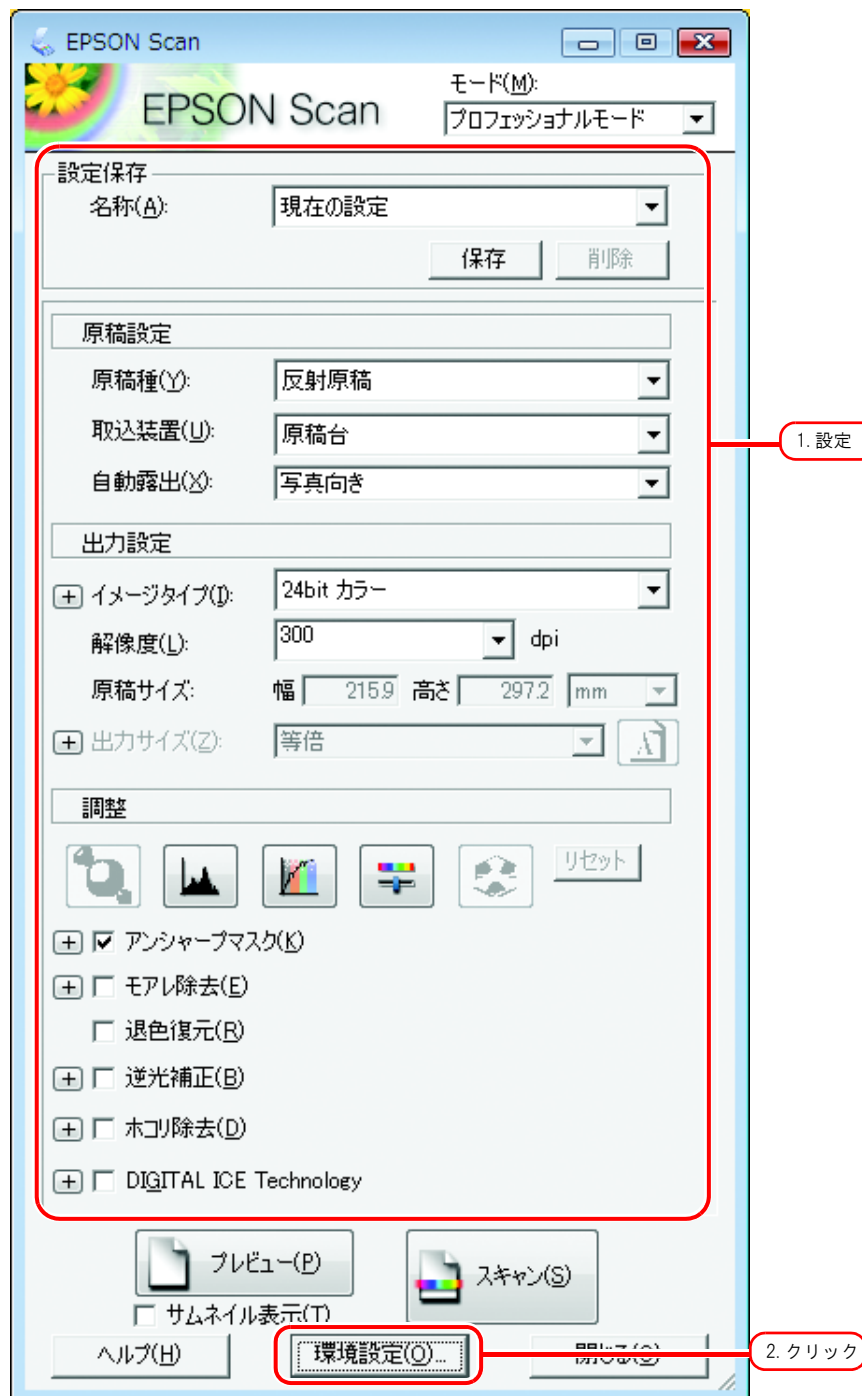 EPSON Scan
EPSON Scan
モード(M):
プロフェッショナルモード
設定保存
名称(A):
現在の設定
保存
削除
原稿設定
原稿種(Y):
反射原稿
取込装置(U):
原稿台
自動露出(X):
写真向き
1. 設定
出力設定
イメージタイプ(I):
24bit カラー
解像度(L):
300
dpi
原稿サイズ:
幅 215.9 高さ 297.2 mm
出力サイズ(Z):
等倍
調整
リセット
アンシャープマスク(K)
モアレ除去(E)
退色復元(R)
逆光補正(B)
ホコリ除去(D)
DIGITAL ICE Technology
プレビュー(P)
スキャン(S)
サムネイル表示(T)
ヘルプ(H)
環境設定(O)...
閉じる(C)
2. クリック